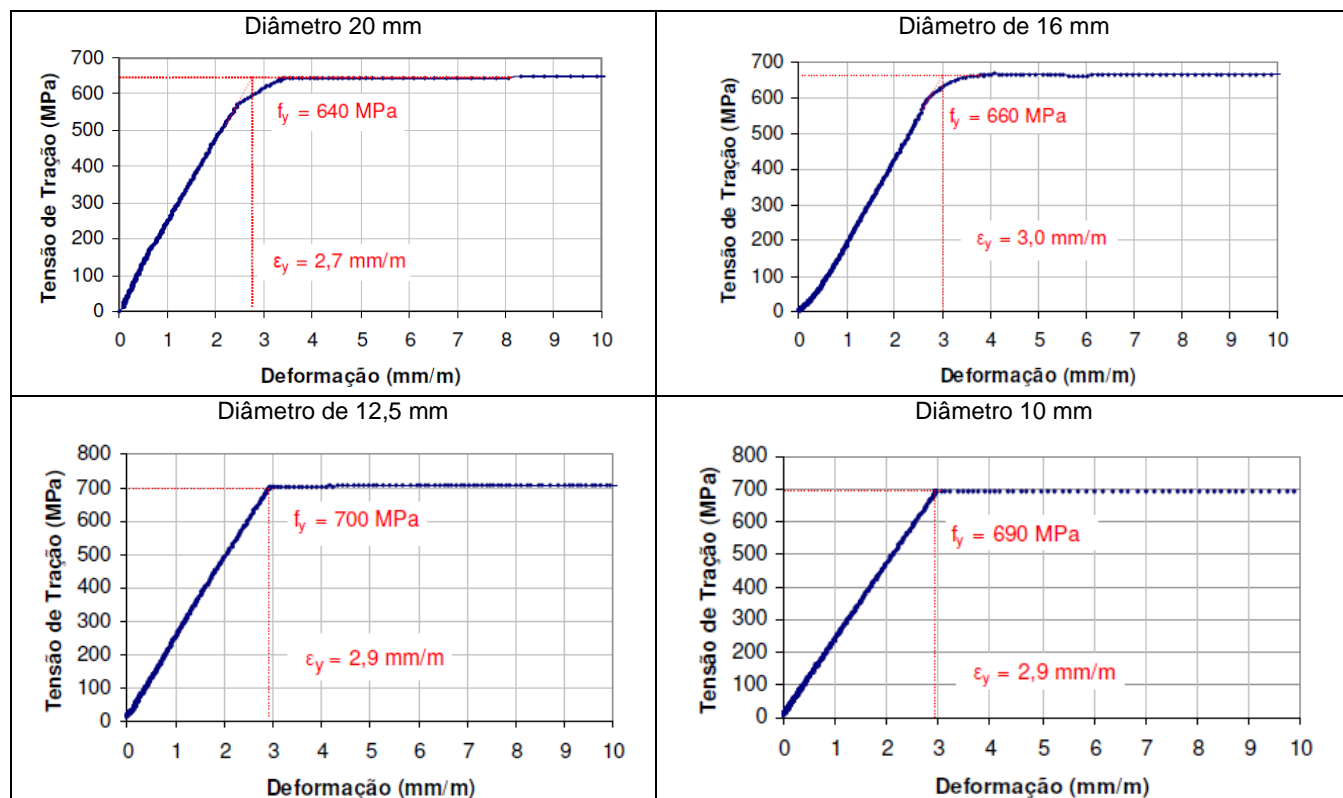 Diâmetro 20 mm
Tensão de Tração (MPa)
700
600
500
400
300
200
100
0
f_y = 640 MPa
ε_y = 2,7 mm/m
0 1 2 3 4 5 6 7 8 9 10
Deformação (mm/m)
Diâmetro de 16 mm
Tensão de Tração (MPa)
700
600
500
400
300
200
100
0
f_y = 660 MPa
ε_y = 3,0 mm/m
0 1 2 3 4 5 6 7 8 9 10
Deformação (mm/m)
Diâmetro de 12,5 mm
Tensão de Tração (MPa)
800
700
600
500
400
300
200
100
0
f_y = 700 MPa
ε_y = 2,9 mm/m
0 1 2 3 4 5 6 7 8 9 10
Deformação (mm/m)
Diâmetro 10 mm
Tensão de Tração (MPa)
800
700
600
500
400
300
200
100
0
f_y = 690 MPa
ε_y = 2,9 mm/m
0 1 2 3 4 5 6 7 8 9 10
Deformação (mm/m)